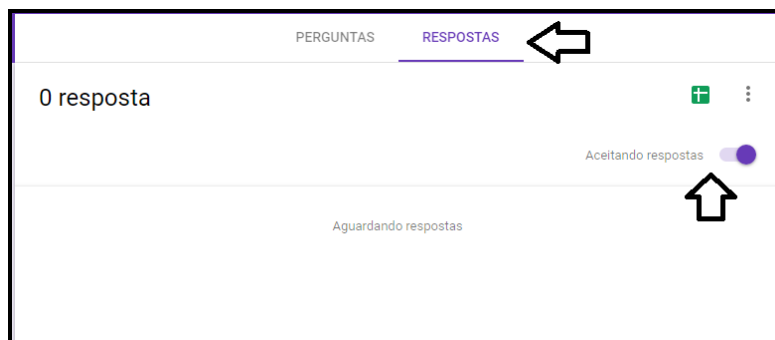 PERGUNTAS RESPOSTAS
0 resposta
Aceitando respostas
Aguardando respostas